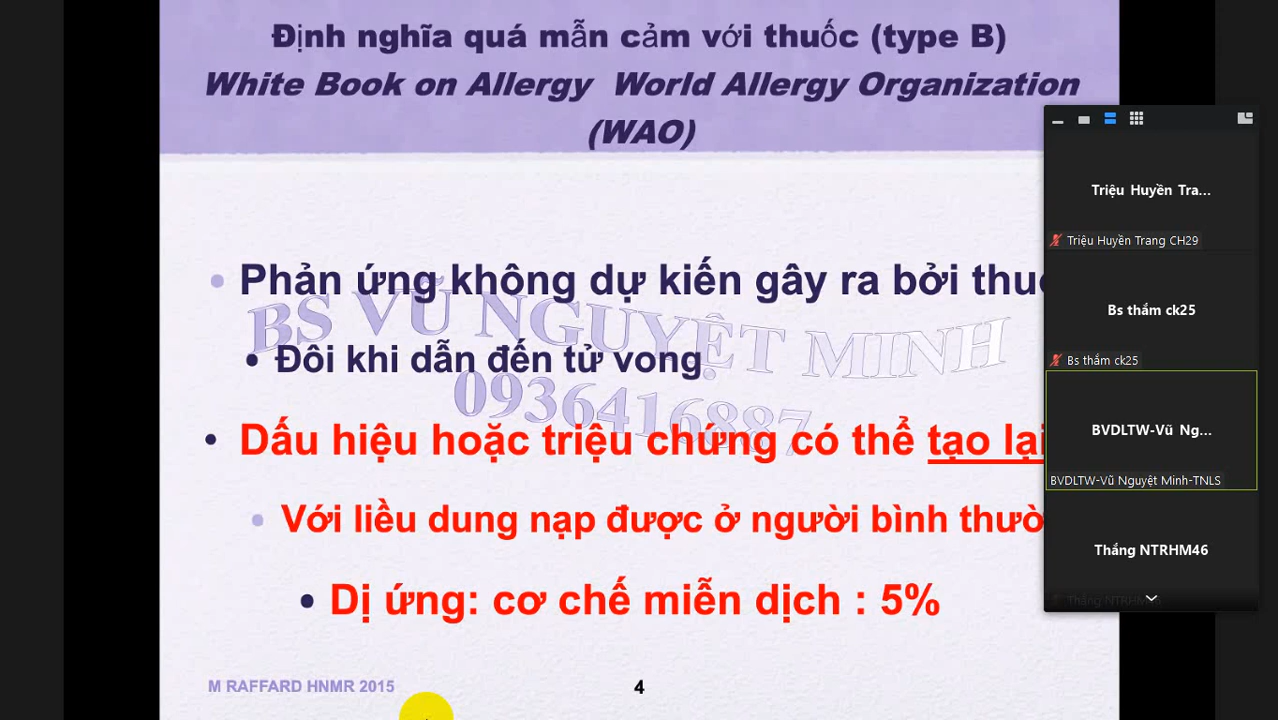 Định nghĩa quá mẫn cảm với thuốc (type B)
White Book on Allergy World Allergy Organization
(WAO)
Phản ứng không dự kiến gây ra bởi
BS VŨ NGUYỆT MINH
Đôi khi dẫn đến tử vong
0936416887
Dấu hiệu hoặc triệu chứng có thể tạo lại
Với liều dung nạp được ở người bình
Dị ứng: cơ chế miễn dịch : 5%
M RAFFARD HNMR 2015
4
Triệu Huyền Tra...
Triệu Huyền Trang CH29
Bs thắm ck25
Bs thắm ck25
BVDLTW-Vũ Ng...
BVDLTW-Vũ Nguyệt Minh-TNLS
Thắng NTRHM46
Thắng NTRHM46